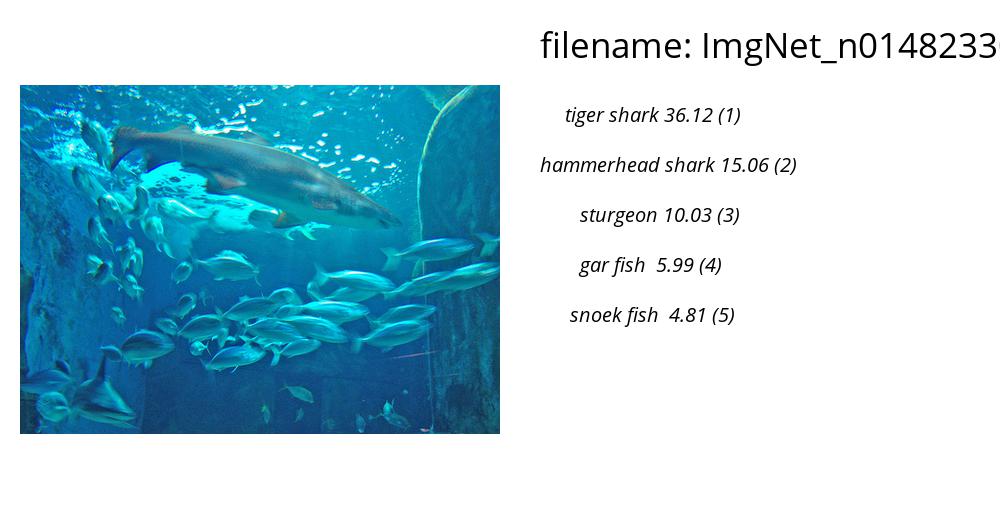 filename: ImgNet_n0148233
tiger shark 36.12 (1)
hammerhead shark 15.06 (2)
sturgeon 10.03 (3)
gar fish 5.99 (4)
snoek fish 4.81 (5)